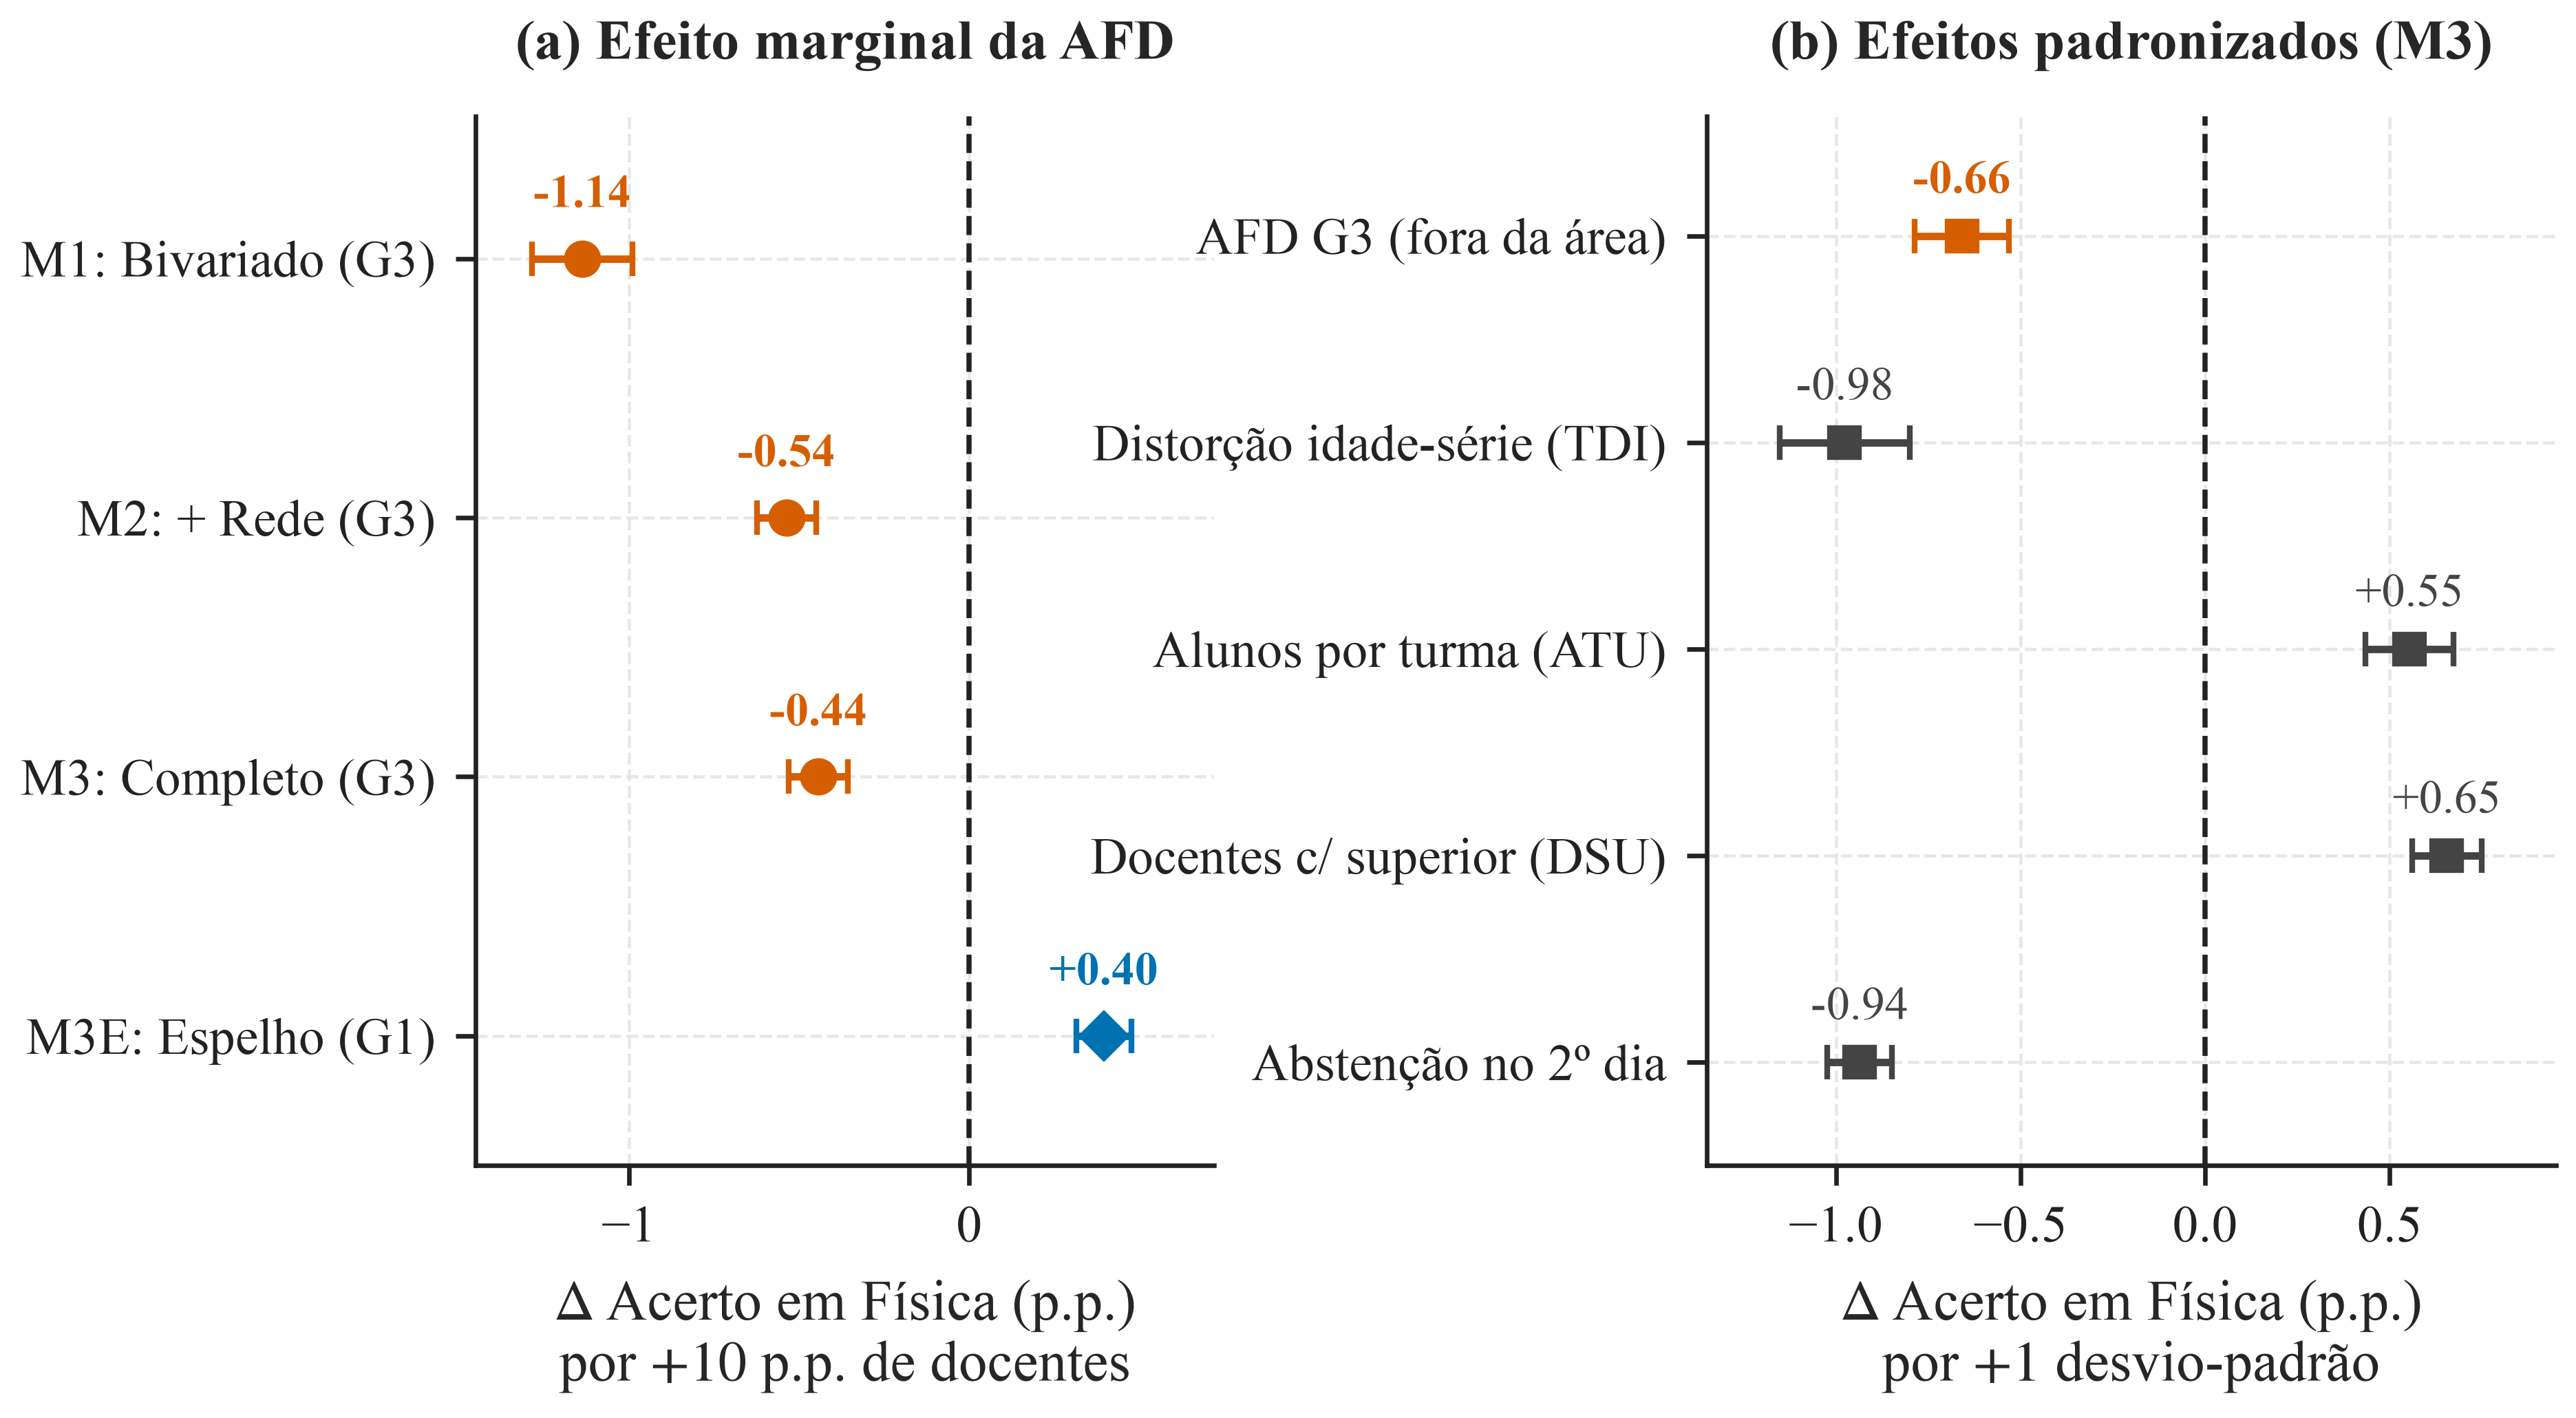 (a) Efeito marginal da AFD
M1: Bivariado (G3)
M2: + Rede (G3)
M3: Completo (G3)
M3E: Espelho (G1)
-1.14
-0.54
-0.44
+0.40
−1
0
Δ Acerto em Física (p.p.)
por +10 p.p. de docentes
(b) Efeitos padronizados (M3)
AFD G3 (fora da área)
Distorção idade-série (TDI)
Alunos por turma (ATU)
Docentes c/ superior (DSU)
Abstenção no 2º dia
-0.66
-0.98
+0.55
+0.65
-0.94
−1.0
−0.5
0.0
0.5
Δ Acerto em Física (p.p.)
por +1 desvio-padrão